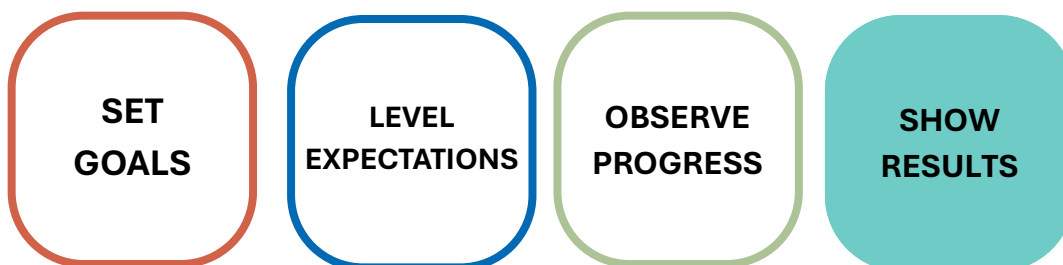 SET
GOALS
LEVEL
EXPECTATIONS
OBSERVE
PROGRESS
SHOW
RESULTS